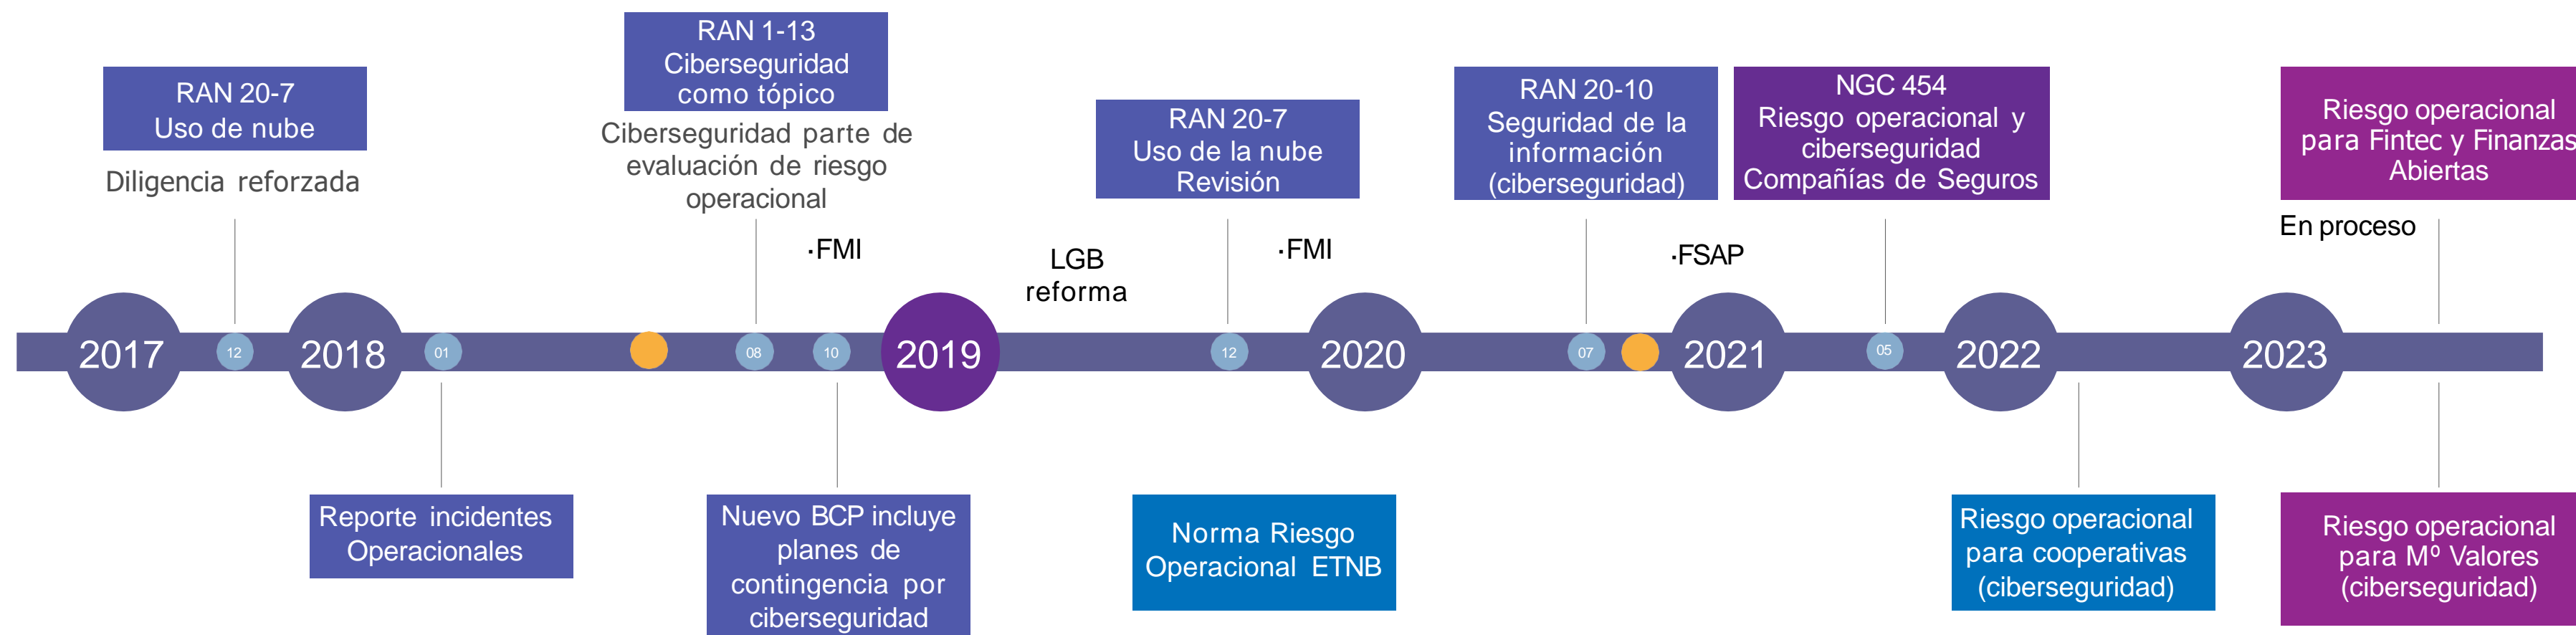 RAN 20-7
Uso de nube
Diligencia reforzada
RAN 1-13
Ciberseguridad
como tópico
Ciberseguridad parte de
evaluación de riesgo
operacional
·FMI
LGB
reforma
RAN 20-7
Uso de la nube
Revisión
·FMI
RAN 20-10
Seguridad de la
información
(ciberseguridad)
·FSAP
NGC 454
Riesgo operacional y
ciberseguridad
Compañías de Seguros
Riesgo operacional
para Fintec y Finanzas
Abiertas
En proceso
2017
12
2018
01
08
10
2019
12
2020
07
2021
05
2022
2023
Reporte incidentes
Operacionales
Nuevo BCP incluye
planes de
contingencia por
ciberseguridad
Norma Riesgo
Operacional ETNB
Riesgo operacional
para cooperativas
(ciberseguridad)
Riesgo operacional
para Mº Valores
(ciberseguridad)